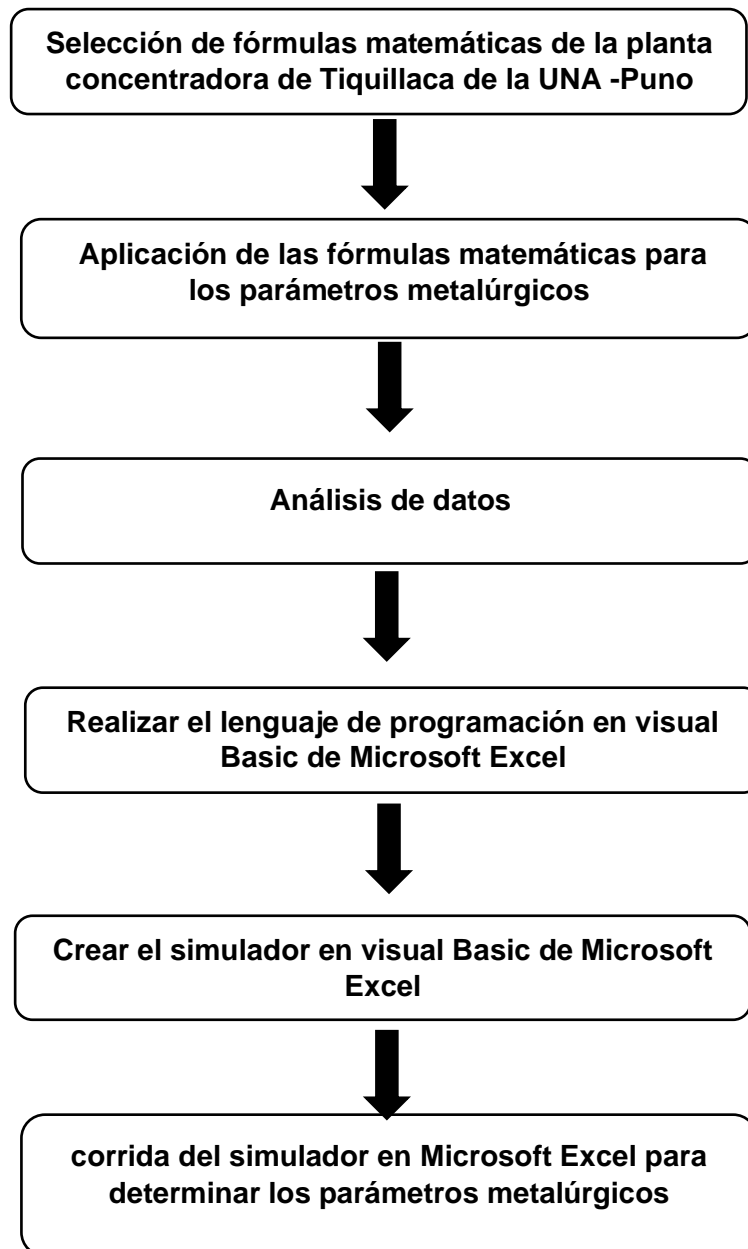 Selección de fórmulas matemáticas de la planta
concentradora de Tiquillaca de la UNA -Puno
Aplicación de las fórmulas matemáticas para
los parámetros metalúrgicos
Análisis de datos
Realizar el lenguaje de programación en visual
Basic de Microsoft Excel
Crear el simulador en visual Basic de Microsoft
Excel
corrida del simulador en Microsoft Excel para
determinar los parámetros metalúrgicos